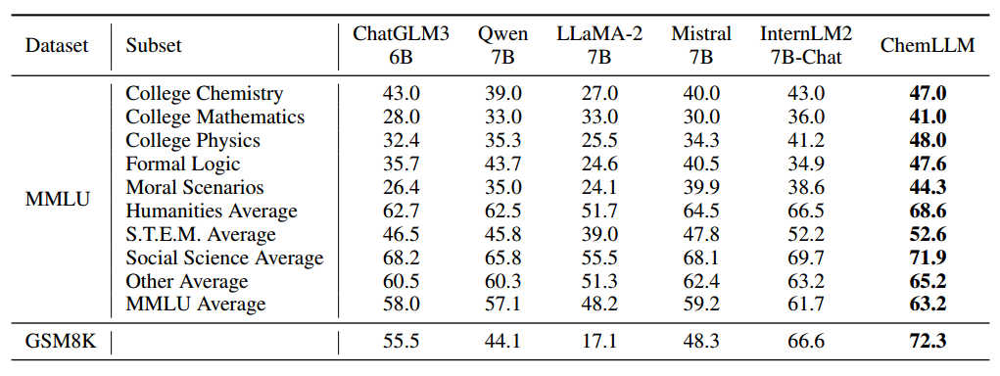 Dataset Subset ChatGLM3 6B Qwen 7B LLaMA-2 7B Mistral 7B InternLM2 7B-Chat ChemLLM
College Chemistry 43.0 39.0 27.0 40.0 43.0 47.0
College Mathematics 28.0 33.0 33.0 30.0 36.0 41.0
College Physics 32.4 35.3 25.5 34.3 41.2 48.0
Formal Logic 35.7 43.7 24.6 40.5 34.9 47.6
MMLU Moral Scenarios 26.4 35.0 24.1 39.9 38.6 44.3
Humanities Average 62.7 62.5 51.7 64.5 66.5 68.6
S.T.E.M. Average 46.5 45.8 39.0 47.8 52.2 52.6
Social Science Average 68.2 65.8 55.5 68.1 69.7 71.9
Other Average 60.5 60.3 51.3 62.4 63.2 65.2
MMLU Average 58.0 57.1 48.2 59.2 61.7 63.2
GSM8K 55.5 44.1 17.1 48.3 66.6 72.3